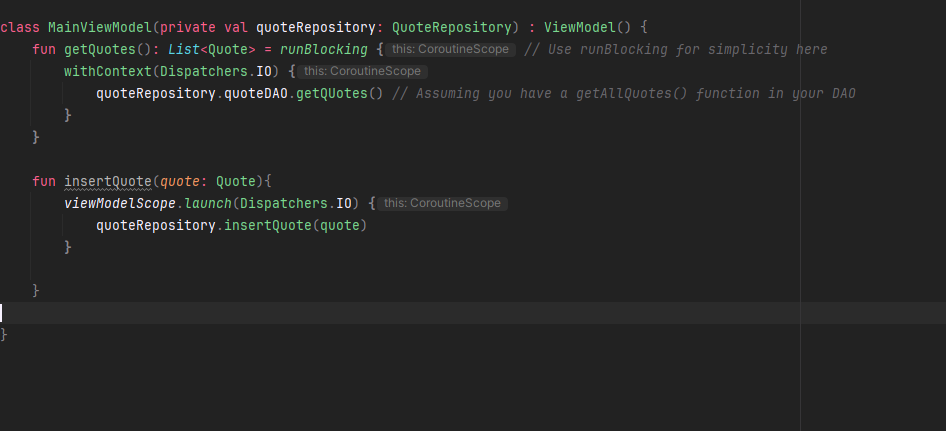 class MainViewModel(private val quoteRepository: QuoteRepository) : ViewModel() {
fun getQuotes(): List<Quote> = runBlocking { this: CoroutineScope // Use runBlocking for simplicity here
withContext(Dispatchers.IO) { this: CoroutineScope
quoteRepository.quoteDAO.getQUotes() // Assuming you have a getAllQuotes() function in your DAO
}
}
fun insertQuote(quote: Quote){
viewModelScope.launch(Dispatchers.IO) { this: CoroutineScope
quoteRepository.insertQuote(quote)
}
}
}